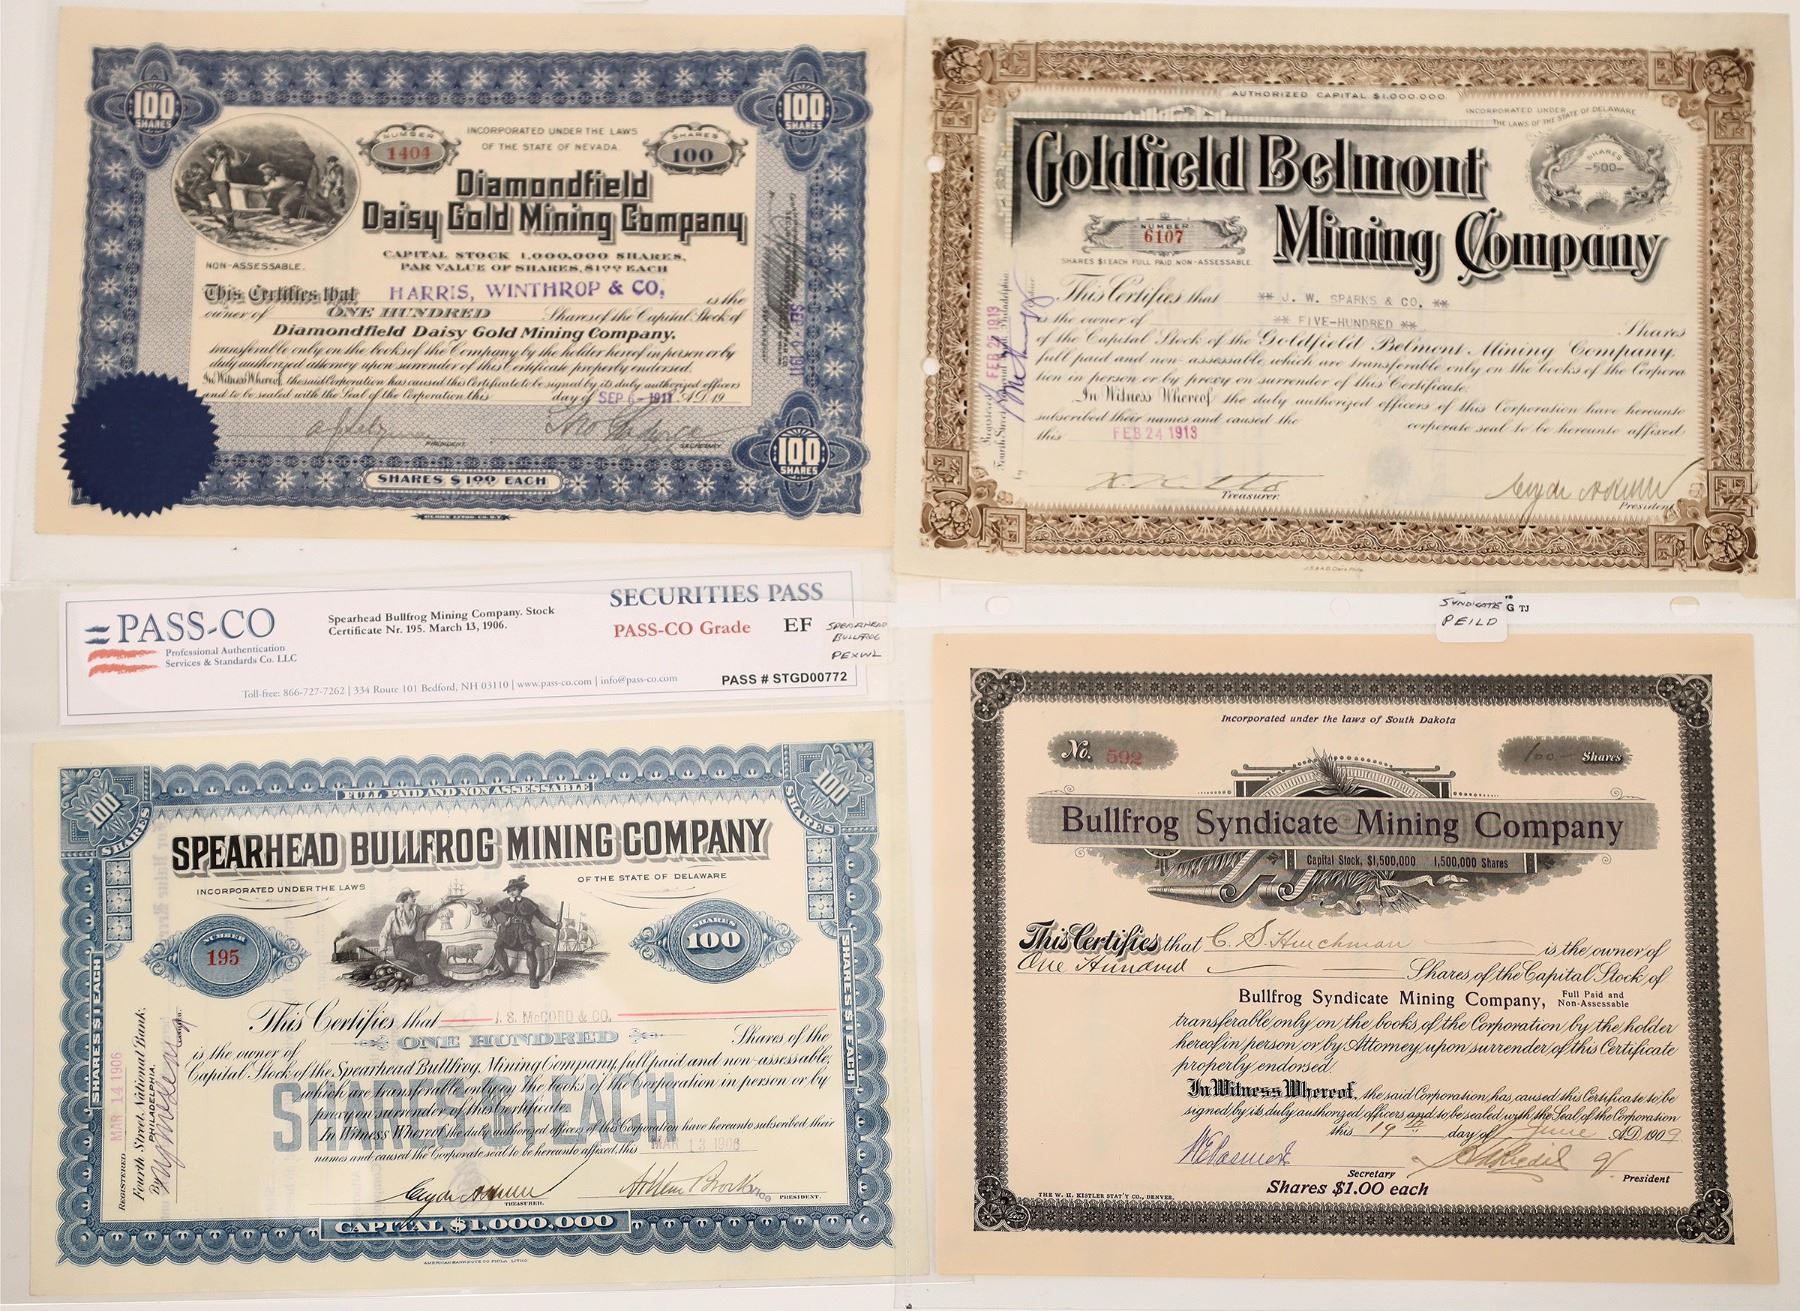 100
SHARES
100
SHARES
NUMBER
1404
INCORPORATED UNDER THE LAWS
OF THE STATE OF NEVADA.
SHARES
100
Diamondfield
Daisy Gold Mining Company
CAPITAL STOCK 1,000,000 SHARES,
PAR VALUE OF SHARES, $1.00 EACH
NON-ASSESSABLE.
This Certifies that HARRIS, WINTHROP & CO, is the
owner of ONE HUNDRED Shares of the Capital Stock of
Diamondfield Daisy Gold Mining Company.
transferable only on the books of the Company by the holder hereof in person or by
duly authorized attorney upon surrender of this Certificate properly endorsed.
In Witness Whereof, the said Corporation has caused this Certificate to be signed by its duly authorized officers
and to be sealed with the Seal of the Corporation this day of SEP 6 - 1911 A.D. 19
PRESIDENT
SECRETARY
100
SHARES
SHARES $1.00 EACH
GLOBE LITHO CO. N.Y.
AUTHORIZED CAPITAL $1,000,000
INCORPORATED UNDER
THE LAWS OF THE STATE OF DELAWARE
Goldfield Belmont
Mining Company
SHARES
-500-
NUMBER
6107
SHARES $1 EACH FULL PAID, NON-ASSESSABLE
This Certifies that ** J. W. SPARKS & CO. **
is the owner of ** FIVE-HUNDRED ** Shares
of the Capital Stock of the Goldfield Belmont Mining Company,
full paid and non-assessable which are transferable only on the books of the Corpora
tion in person or by proxy on surrender of this Certificate.
In Witness Whereof the duly authorized officers of this Corporation have hereunto
subscribed their names and caused the corporate seal to be hereunto affixed
this FEB 24 1913
Treasurer.
President
FEB 24 1913
PASS-CO
Professional Authentication
Services & Standards Co. LLC
Spearhead Bullfrog Mining Company. Stock
Certificate Nr. 195. March 13, 1906.
SECURITIES PASS
PASS-CO Grade EF
SPEARHEAD
BULLFROG
PEXWL
Toll-free: 866-727-7262 | 334 Route 101 Bedford, NH 03110 | www.pass-co.com | info@pass-co.com
PASS # STGD00772
SYNDICATE G TJ
PEILD
100
SHARES
FULL PAID AND NON ASSESSABLE
100
SHARES
SPEARHEAD BULLFROG MINING COMPANY
INCORPORATED UNDER THE LAWS
OF THE STATE OF DELAWARE
NUMBER
195
SHARES
100
This Certifies that J. S. McCORD & CO.
is the owner of ONE HUNDRED Shares of the
Capital Stock of the Spearhead Bullfrog Mining Company, full paid and non-assessable,
which are transferable only on the books of the Corporation in person or by
proxy on surrender of this Certificate.
In Witness Whereof the duly authorized officers of this Corporation have hereunto subscribed their
names and caused the Corporate seal to be hereunto affixed, this MAR 13 1906
SHARES $1 EACH
TREASURER.
PRESIDENT.
CAPITAL $1,000,000
AMERICAN BANK NOTE CO. PHILA. LITHO.
SHARES $1 EACH
SHARES $1 EACH
REGISTERED MAR 14 1906
Fourth Street National Bank.
PHILADELPHIA.
By
Incorporated under the laws of South Dakota
No. 592
100 Shares
Bullfrog Syndicate Mining Company
Capital Stock, $1,500,000 1,500,000 Shares
This Certifies that C. S. Hinchman is the owner of
One Hundred Shares of the Capital Stock of
Bullfrog Syndicate Mining Company, Full Paid and
Non-Assessable
transferable only on the books of the Corporation by the holder
hereof in person or by Attorney upon surrender of this Certificate
properly endorsed.
In Witness Whereof, the said Corporation has caused this Certificate to be
signed by its duly authorized officers and to be sealed with the Seal of the Corporation
this 19th day of June A.D. 1909
Secretary
President
Shares $1.00 each
THE W. H. KISTLER STAT'Y CO., DENVER.